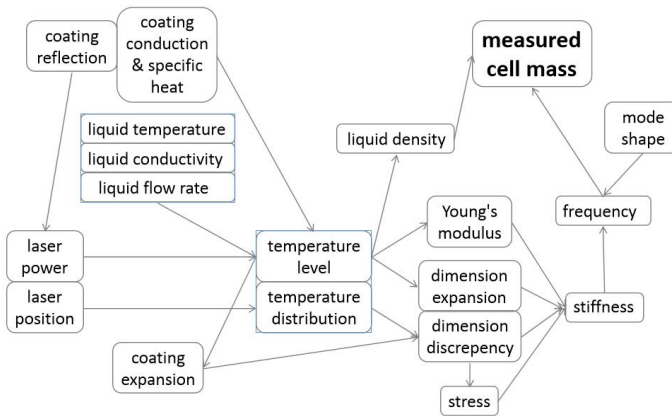 coating
reflection
coating
conduction
& specific
heat
measured
cell mass
liquid temperature
liquid conductivity
liquid flow rate
liquid density
mode
shape
Young's
modulus
frequency
laser
power
temperature
level
dimension
expansion
laser
position
temperature
distribution
dimension
discrepency
stiffness
coating
expansion
stress